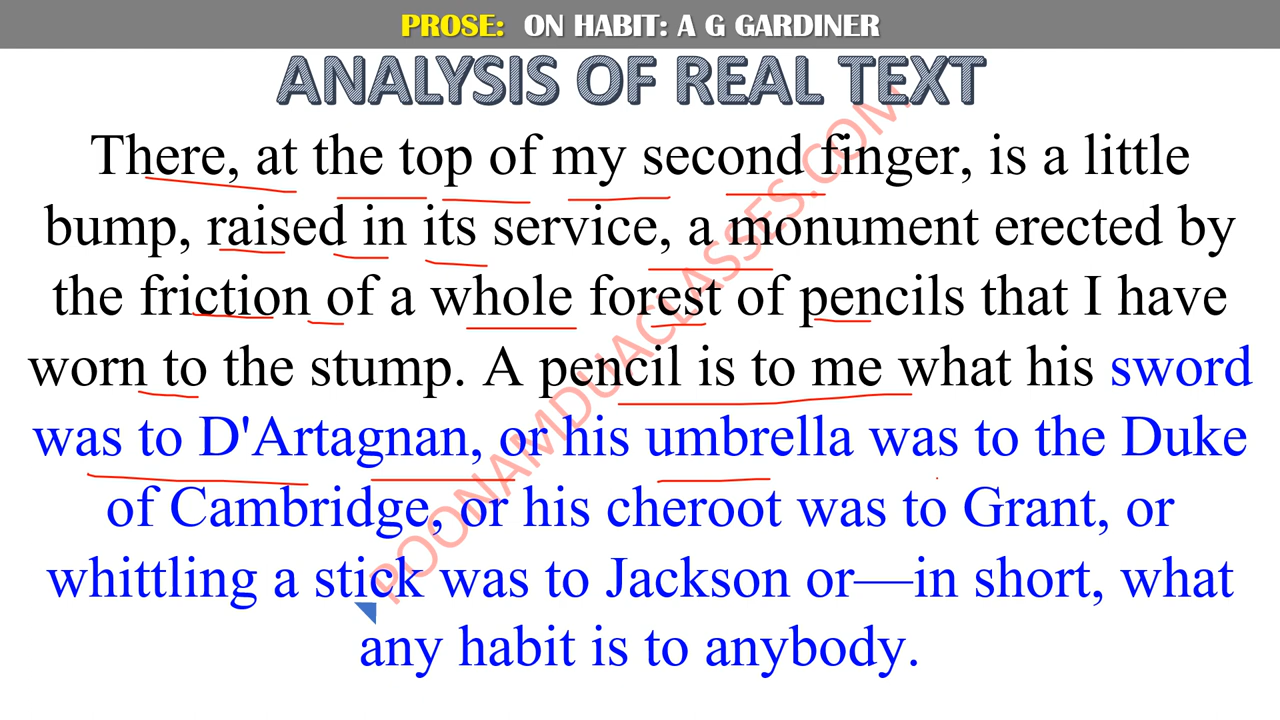 PROSE: ON HABIT: A G GARDINER
ANALYSIS OF REAL TEXT
There, at the top of my second finger, is a little
bump, raised in its service, a monument erected by
the friction of a whole forest of pencils that I have
worn to the stump. A pencil is to me what his sword
was to D'Artagnan, or his umbrella was to the Duke
of Cambridge, or his cheroot was to Grant, or
whittling a stick was to Jackson or—in short, what
any habit is to anybody.
POONAMDUACLASSES.COM